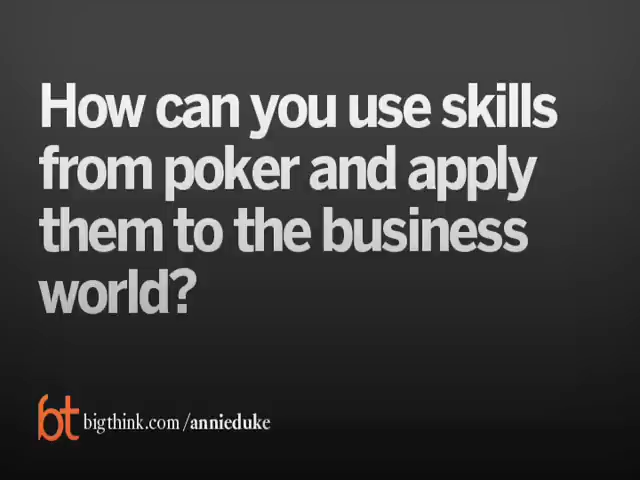 How can you use skills
from poker and apply
them to the business
world?
bt bigthink.com/annieduke